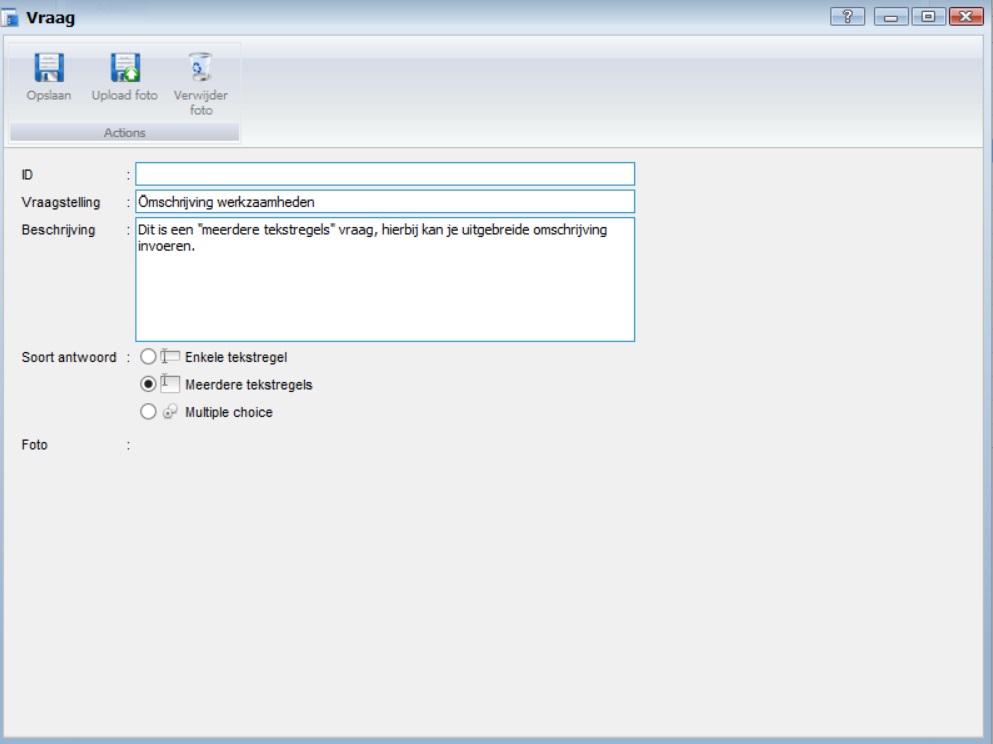 Vraag
Opslaan
Upload foto
Verwijder
foto
Actions
ID :
Vraagstelling : Omschrijving werkzaamheden
Beschrijving : Dit is een "meerdere tekstregels" vraag, hierbij kan je uitgebreide omschrijving
invoeren.
Soort antwoord : Enkele tekstregel
Meerdere tekstregels
Multiple choice
Foto :